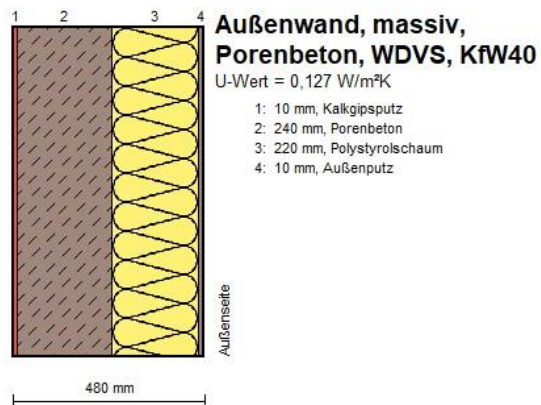 1 2 3 4
Außenwand, massiv,
Porenbeton, WDVS, KfW40
U-Wert = 0,127 W/m²K
1: 10 mm, Kalkgipsputz
2: 240 mm, Porenbeton
3: 220 mm, Polystyrolschaum
4: 10 mm, Außenputz
Außenseite
480 mm